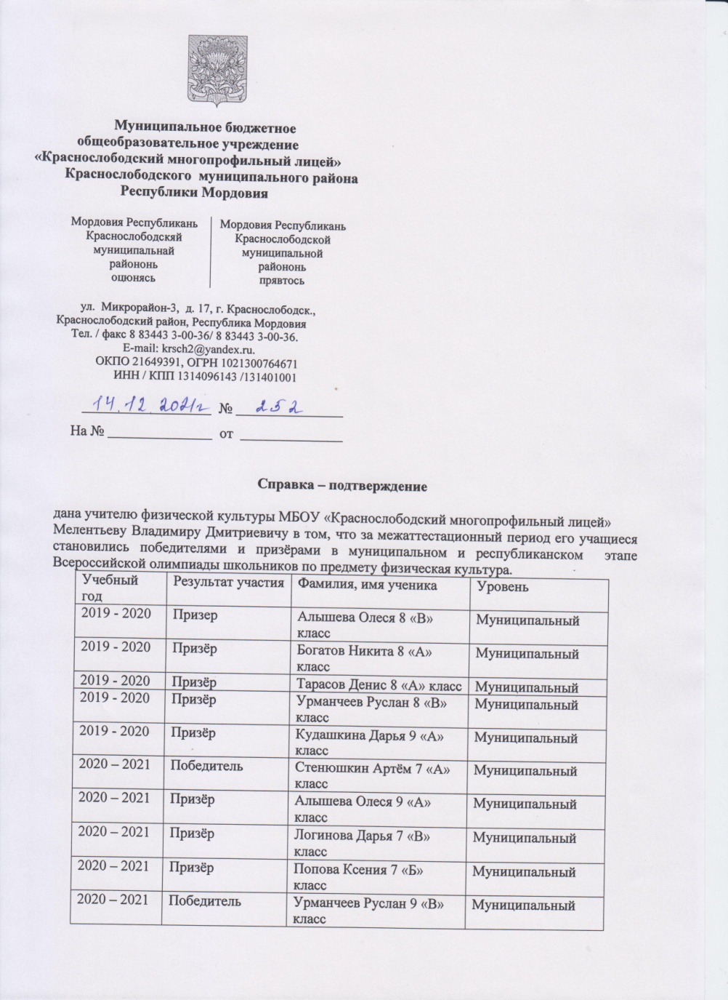 Муниципальное бюджетное
общеобразовательное учреждение
«Краснослободский многопрофильный лицей»
Краснослободского муниципального района
Республики Мордовия
Мордовия Республикань
Краснослободскяй
муниципальнай
райононь
оцюнясь
Мордовия Республикань
Краснослободской
муниципальной
райононь
прявтось
ул. Микрорайон-3, д. 17, г. Краснослободск.,
Краснослободский район, Республика Мордовия
Тел. / факс 8 83443 3-00-36/ 8 83443 3-00-36.
E-mail: krsch2@yandex.ru.
ОКПО 21649391, ОГРН 1021300764671
ИНН / КПП 1314096143 /131401001
14.12.2021г № 252
На № от
Справка – подтверждение
дана учителю физической культуры МБОУ «Краснослободский многопрофильный лицей»
Мелентьеву Владимиру Дмитриевичу в том, что за межаттестационный период его учащиеся
становились победителями и призёрами в муниципальном и республиканском этапе
Всероссийской олимпиады школьников по предмету физическая культура.
Учебный год Результат участия Фамилия, имя ученика Уровень
2019 - 2020 Призер Алышева Олеся 8 «В» класс Муниципальный
2019 - 2020 Призёр Богатов Никита 8 «А» класс Муниципальный
2019 - 2020 Призёр Тарасов Денис 8 «А» класс Муниципальный
2019 - 2020 Призёр Урманчеев Руслан 8 «В» класс Муниципальный
2019 - 2020 Призёр Кудашкина Дарья 9 «А» класс Муниципальный
2020 – 2021 Победитель Стенюшкин Артём 7 «А» класс Муниципальный
2020 – 2021 Призёр Алышева Олеся 9 «А» класс Муниципальный
2020 – 2021 Призёр Логинова Дарья 7 «В» класс Муниципальный
2020 – 2021 Призёр Попова Ксения 7 «Б» класс Муниципальный
2020 – 2021 Победитель Урманчеев Руслан 9 «В» класс Муниципальный